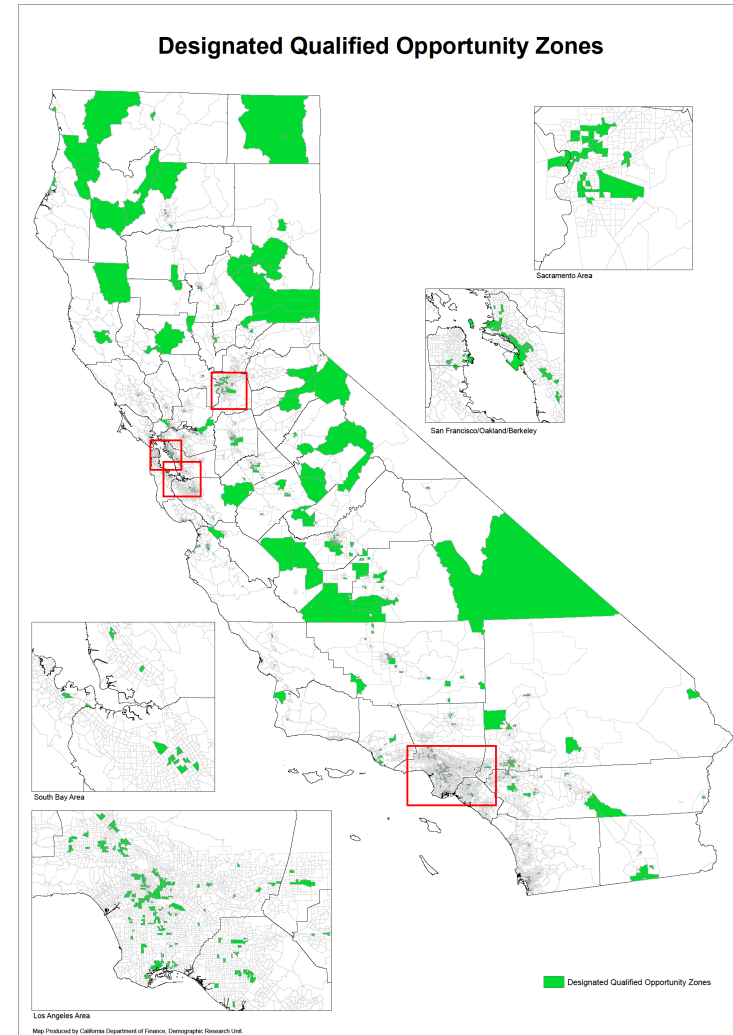 Designated Qualified Opportunity Zones
Sacramento Area
San Francisco/Oakland/Berkeley
South Bay Area
Designated Qualified Opportunity Zones
Los Angeles Area
Map Produced by California Department of Finance, Demographic Research Unit.